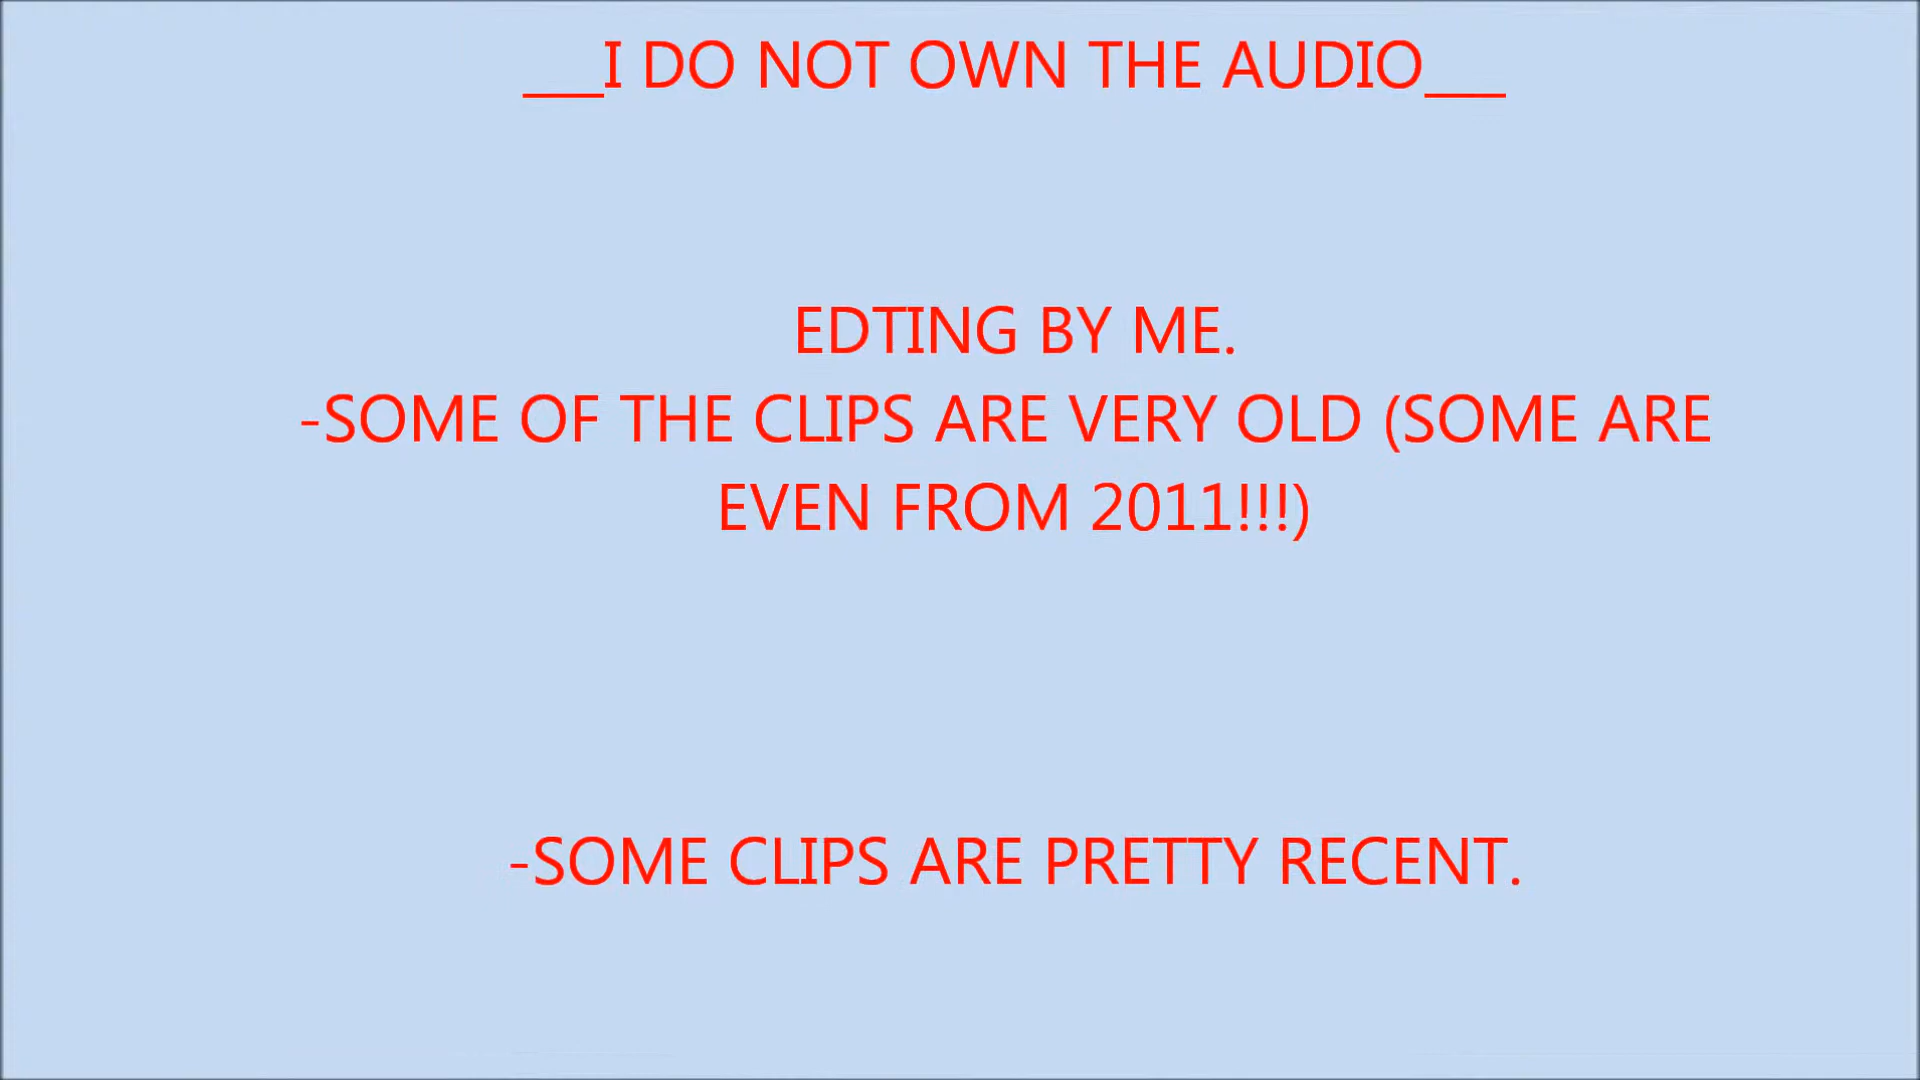 ___I DO NOT OWN THE AUDIO___
EDTING BY ME.
-SOME OF THE CLIPS ARE VERY OLD (SOME ARE
EVEN FROM 2011!!!)
-SOME CLIPS ARE PRETTY RECENT.